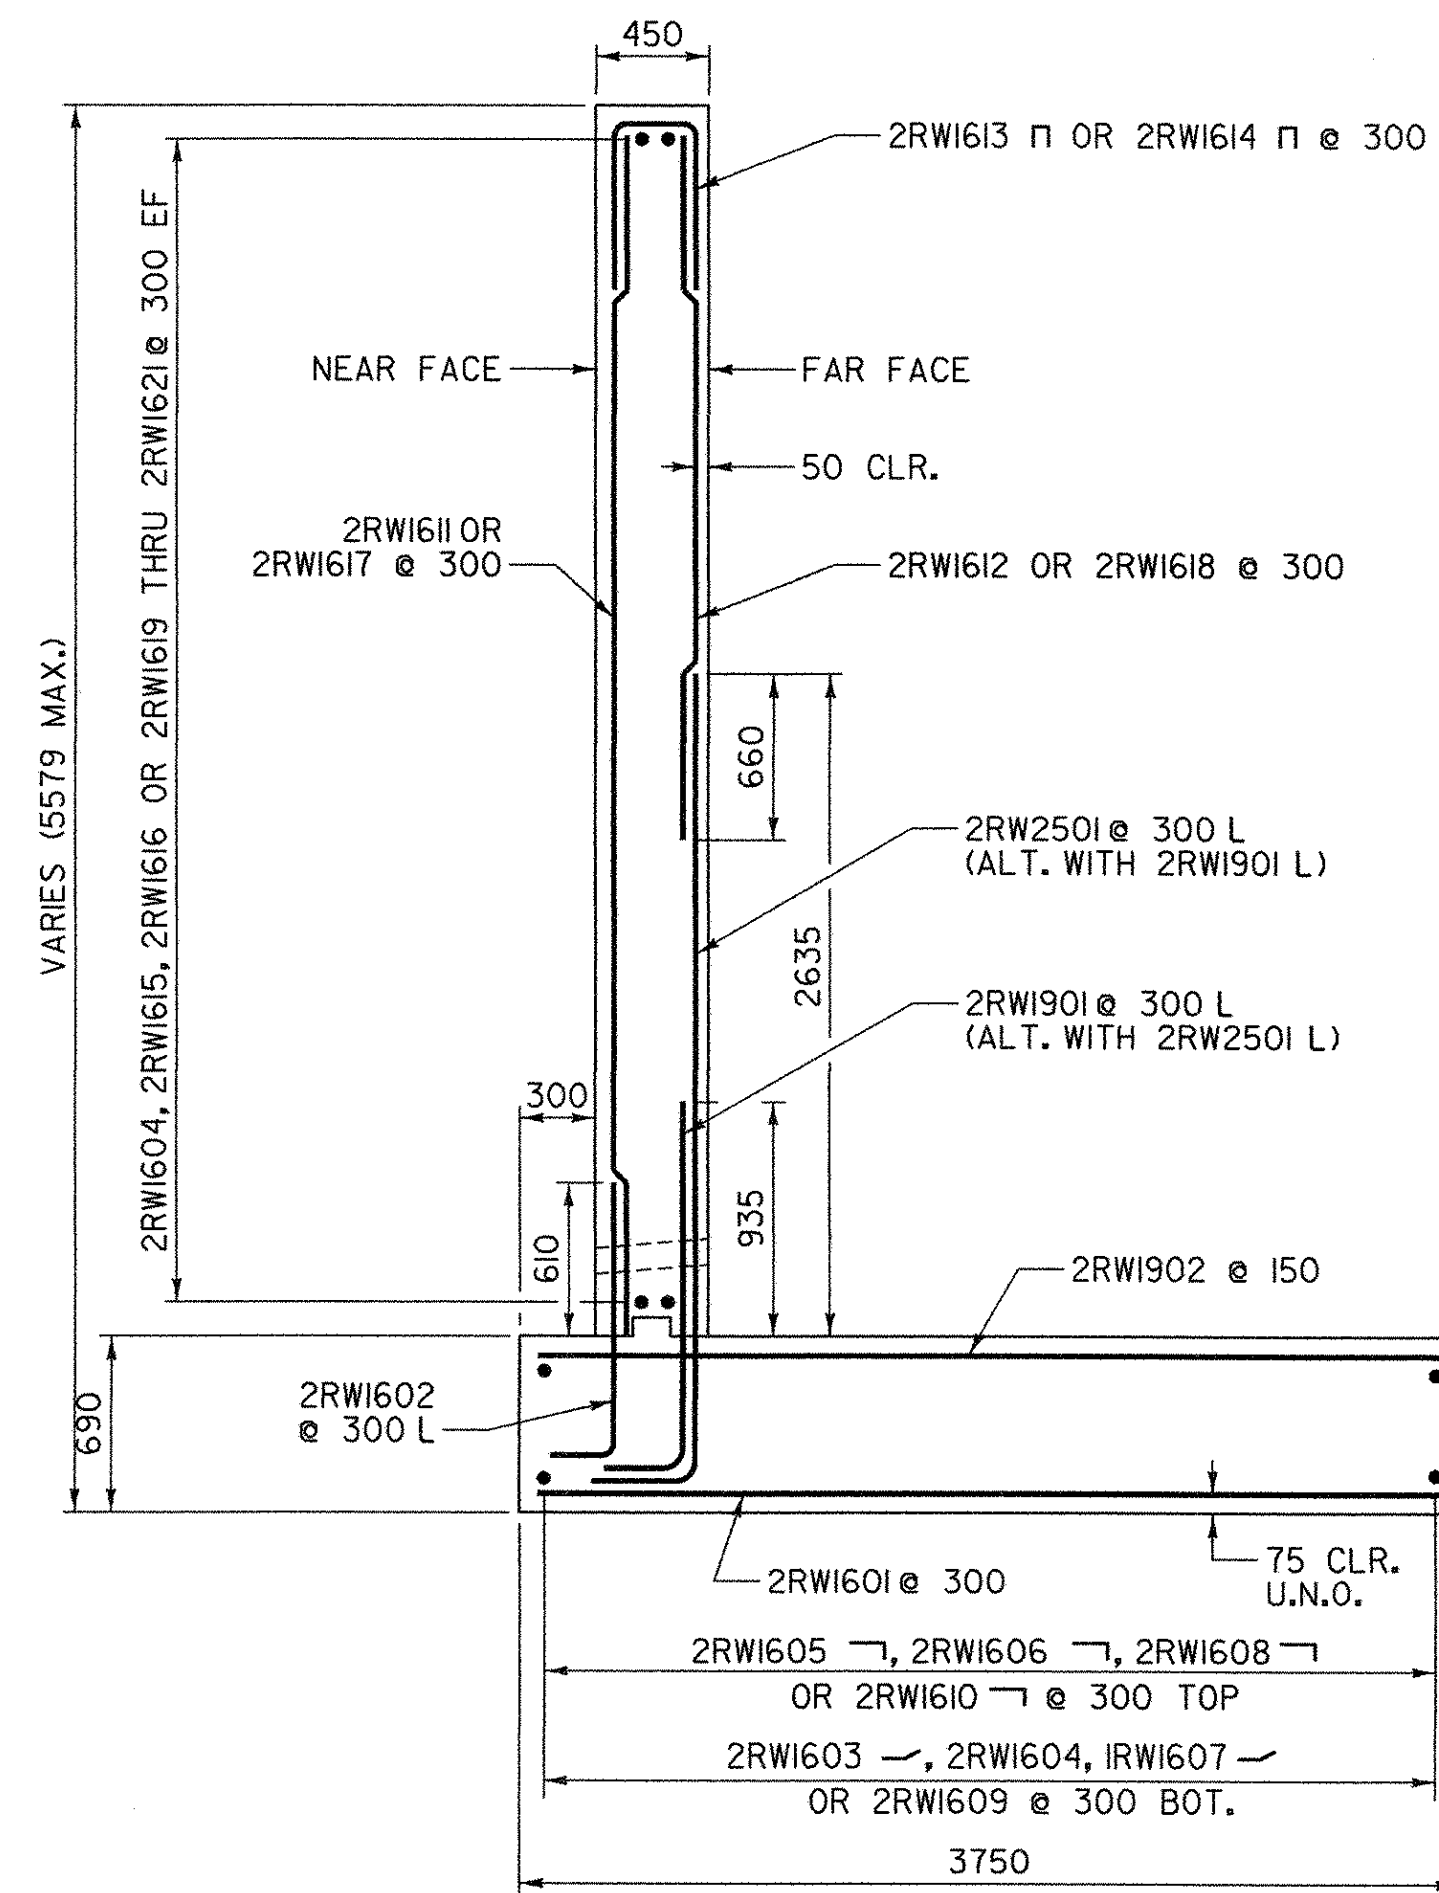 450
2RW1613 ⊓ OR 2RW1614 ⊓ @ 300
2RW1604, 2RW1615, 2RW1616 OR 2RW1619 THRU 2RW1621 @ 300 EF
NEAR FACE
FAR FACE
50 CLR.
2RW1611 OR
2RW1617 @ 300
2RW1612 OR 2RW1618 @ 300
VARIES (5579 MAX.)
660
2RW2501 @ 300 L
(ALT. WITH 2RW1901 L)
2635
2RW1901 @ 300 L
(ALT. WITH 2RW2501 L)
300
935
610
2RW1902 @ 150
690
2RW1602
@ 300 L
75 CLR.
U.N.O.
2RW1601 @ 300
2RW1605 ¬, 2RW1606 ¬, 2RW1608 ¬
OR 2RW1610 ¬ @ 300 TOP
2RW1603, 2RW1604, 1RW1607
OR 2RW1609 @ 300 BOT.
3750